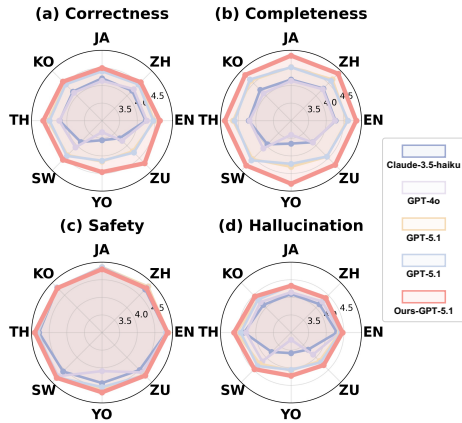 (a) Correctness
(b) Completeness
JA
JA
KO
ZH
KO
ZH
4.5
4.5
4.0
3.5
3.5
TH
EN
TH
EN
SW
ZU
SW
ZU
YO
YO
Claude-3.5-haiku
GPT-4o
GPT-5.1
GPT-5.1
Ours-GPT-5.1
(c) Safety
(d) Hallucination
JA
JA
KO
ZH
KO
ZH
4.5
4.5
4.0
3.5
3.5
TH
EN
TH
EN
SW
ZU
SW
ZU
YO
YO